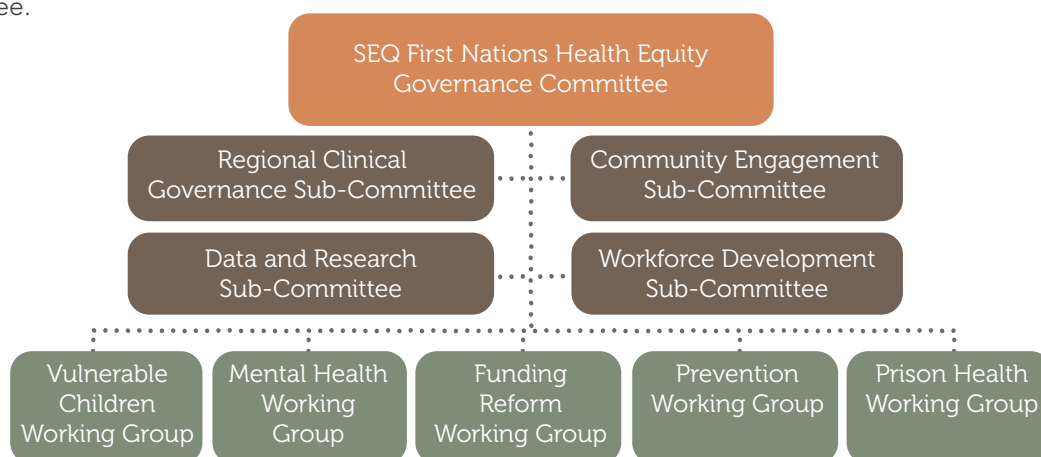 ee.
SEQ First Nations Health Equity
Governance Committee
Regional Clinical
Governance Sub-Committee
Community Engagement
Sub-Committee
Data and Research
Sub-Committee
Workforce Development
Sub-Committee
Vulnerable
Children
Working Group
Mental Health
Working
Group
Funding
Reform
Working Group
Prevention
Working Group
Prison Health
Working Group